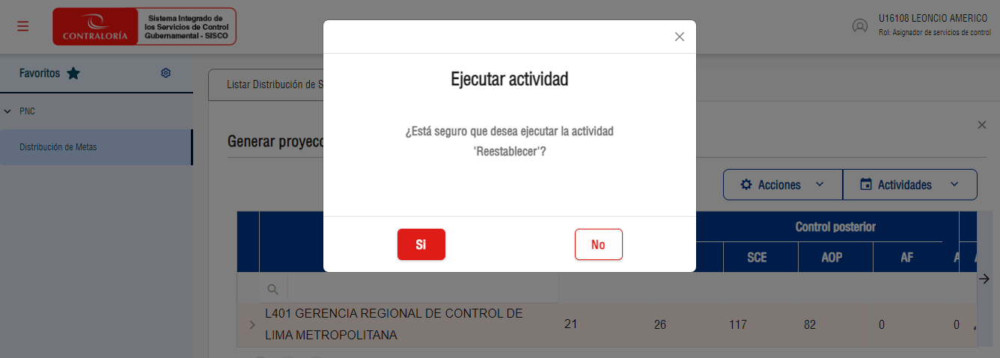 CONTRALORÍA
Sistema Integrado de
los Servicios de Control
Gubernamental - SISCO
U16108 LEONCIO AMERICO
Rol: Asignador de servicios de control
Favoritos
PNC
Distribución de Metas
Listar Distribución de S
Generar proyecc
Ejecutar actividad
¿Está seguro que desea ejecutar la actividad
'Reestablecer'?
Si
No
Acciones
Actividades
Control posterior
SCE
AOP
AF
L401 GERENCIA REGIONAL DE CONTROL DE
LIMA METROPOLITANA
21
26
117
82
0
0